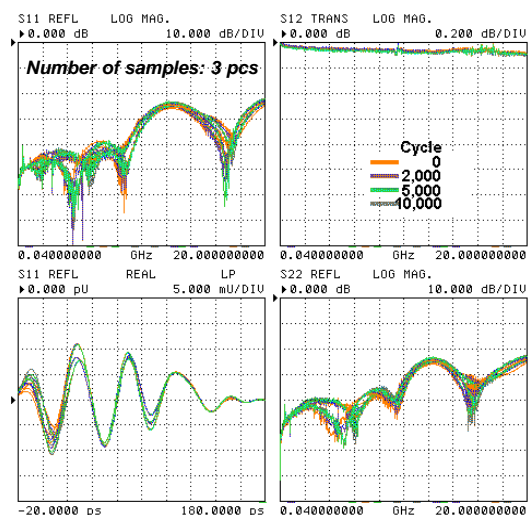 S11 REFL LOG MAG.
▶0.000 dB 10.000 dB/DIV
Number of samples: 3 pcs
0.040000000 GHz 20.000000000
S12 TRANS LOG MAG.
▶0.000 dB 0.200 dB/DIV
Cycle
0
2,000
5,000
10,000
0.040000000 GHz 20.000000000
S11 REFL REAL LP
▶0.000 pU 5.000 mU/DIV
-20.0000 ps 180.0000 ps
S22 REFL LOG MAG.
▶0.000 dB 10.000 dB/DIV
0.040000000 GHz 20.000000000